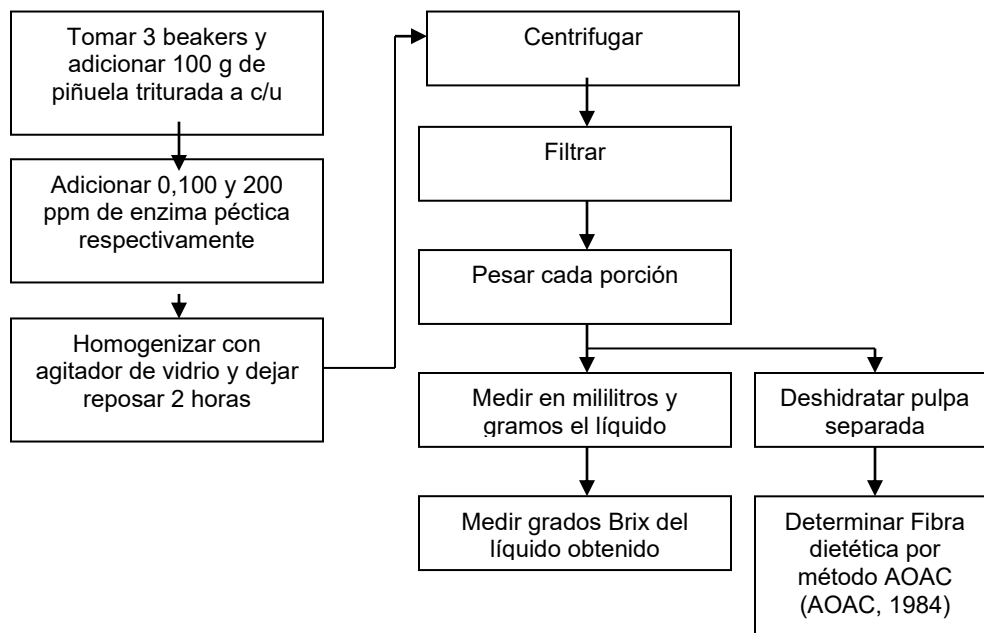 Tomar 3 beakers y
adicionar 100 g de
piñuela triturada a c/u
Adicionar 0,100 y 200
ppm de enzima péctica
respectivamente
Homogenizar con
agitador de vidrio y dejar
reposar 2 horas
Centrifugar
Filtrar
Pesar cada porción
Medir en mililitros y
gramos el líquido
Medir grados Brix del
líquido obtenido
Deshidratar pulpa
separada
Determinar Fibra
dietética por
método AOAC
(AOAC, 1984)